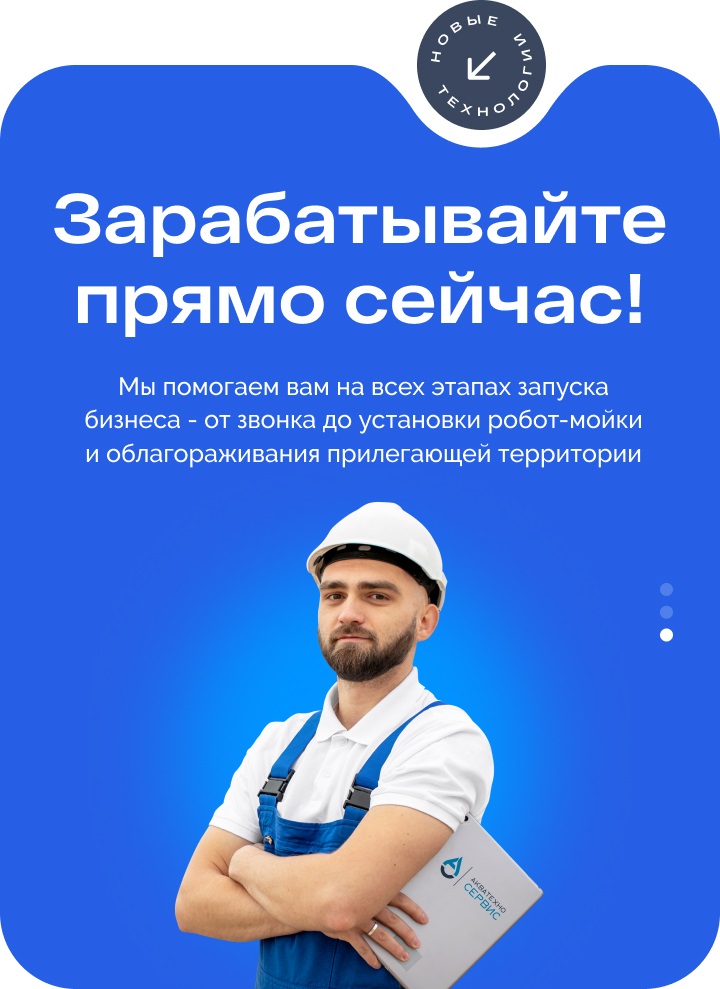 НОВЫЕ ТЕХНОЛОГИИ
Зарабатывайте
прямо сейчас!
Мы помогаем вам на всех этапах запуска
бизнеса - от звонка до установки робот-мойки
и облагораживания прилегающей территории
АКВАТЕХНО
СЕРВИС